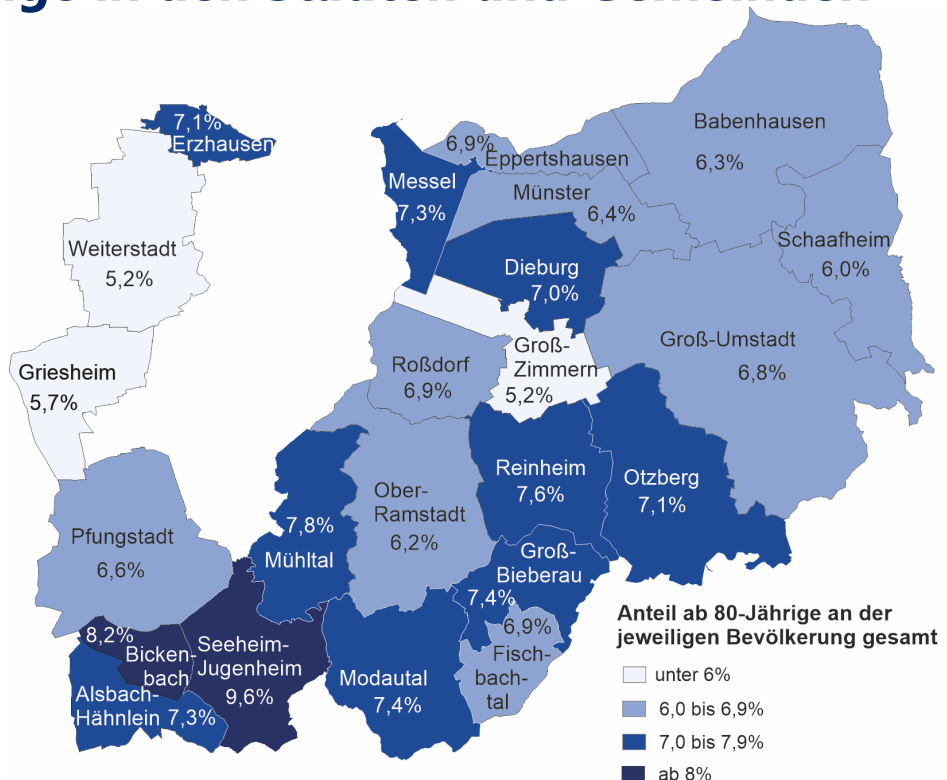 in den Städten und Gemeinden
7,1%
Erzhausen
Babenhausen
6,3%
6,9%
Eppertshausen
Messel
7,3%
Münster
6,4%
Weiterstadt
5,2%
Schaafheim
6,0%
Dieburg
7,0%
Groß-Umstadt
6,8%
Groß-
Zimmern
5,2%
Roßdorf
6,9%
Griesheim
5,7%
Reinheim
7,6%
Otzberg
7,1%
Ober-
Ramstadt
6,2%
7,8%
Mühltal
Pfungstadt
6,6%
Groß-
Bieberau
7,4%
6,9%
Fisch-
bach-
tal
8,2%
Bicken-
bach
Seeheim-
Jugenheim
9,6%
Modautal
7,4%
Alsbach-
Hähnlein 7,3%
Anteil ab 80-Jährige an der
jeweiligen Bevölkerung gesamt
unter 6%
6,0 bis 6,9%
7,0 bis 7,9%
ab 8%